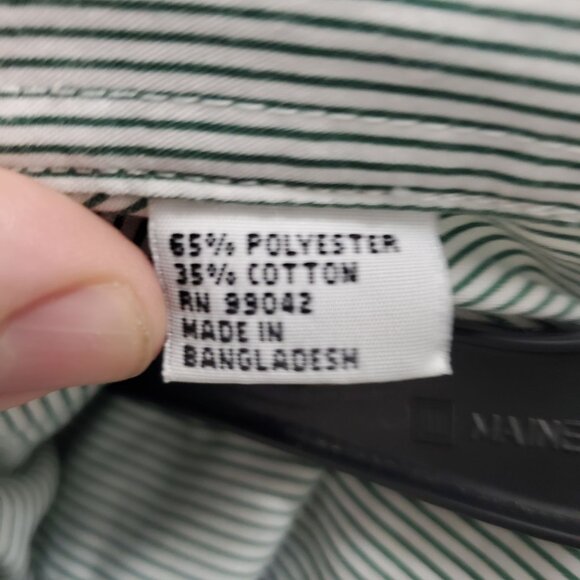 65% POLYESTER
35% COTTON
RN 99042
MADE IN
BANGLADESH